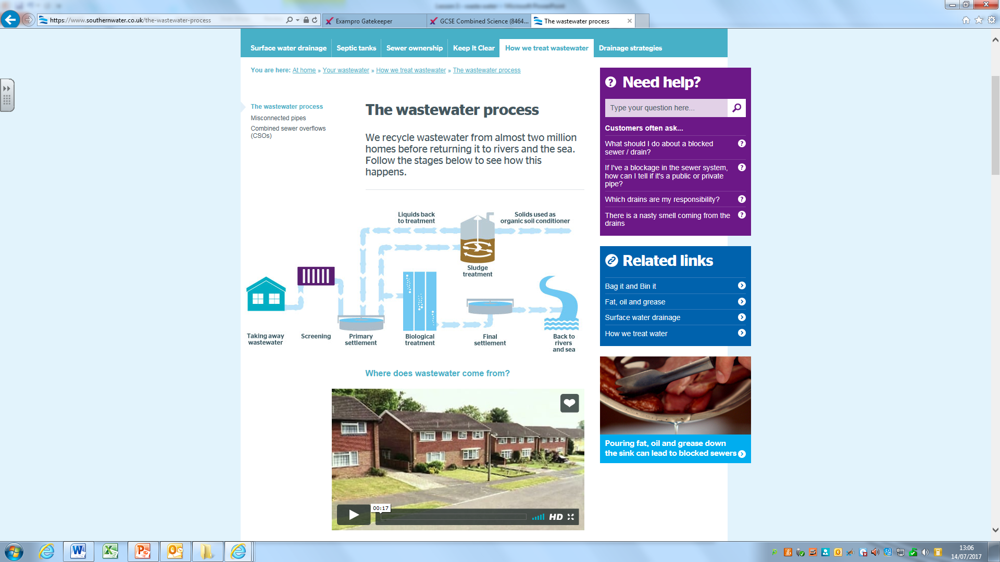 Lesson 3 - waste water - Microsoft PowerPoint
https://www.southernwater.co.uk/the-wastewater-process
Exampro Gatekeeper
GCSE Combined Science (8464...
The wastewater process
Surface water drainage
Septic tanks
Sewer ownership
Keep It Clear
How we treat wastewater
Drainage strategies
You are here: At home » Your wastewater » How we treat wastewater » The wastewater process
The wastewater process
Misconnected pipes
Combined sewer overflows
(CSOs)
The wastewater process
We recycle wastewater from almost two million
homes before returning it to rivers and the sea.
Follow the stages below to see how this
happens.
Liquids back
to treatment
Solids used as
organic soil conditioner
Sludge
treatment
Taking away
wastewater
Screening
Primary
settlement
Biological
treatment
Final
settlement
Back to
rivers
and sea
Where does wastewater come from?
00:17
HD
Need help?
Type your question here...
Customers often ask...
What should I do about a blocked
sewer / drain?
If I've a blockage in the sewer system,
how can I tell if it's a public or private
pipe?
Which drains are my responsibility?
There is a nasty smell coming from the
drains
Related links
Bag it and Bin it
Fat, oil and grease
Surface water drainage
How we treat water
Pouring fat, oil and grease down
the sink can lead to blocked sewers
13:06
14/07/2017